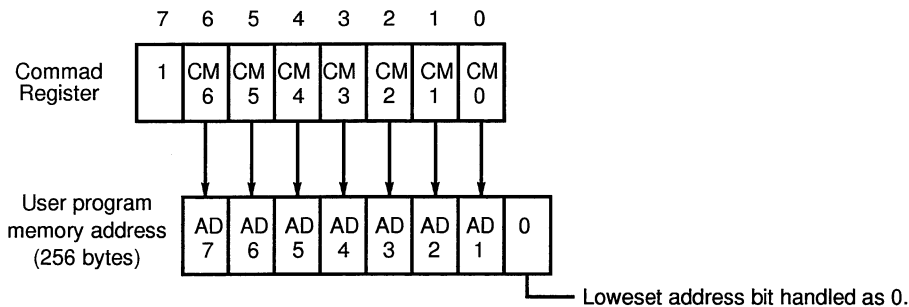 7 6 5 4 3 2 1 0
Commad
Register
1 CM CM CM CM CM CM CM
6 5 4 3 2 1 0
User program
memory address
(256 bytes)
AD AD AD AD AD AD AD 0
7 6 5 4 3 2 1
Loweset address bit handled as 0.